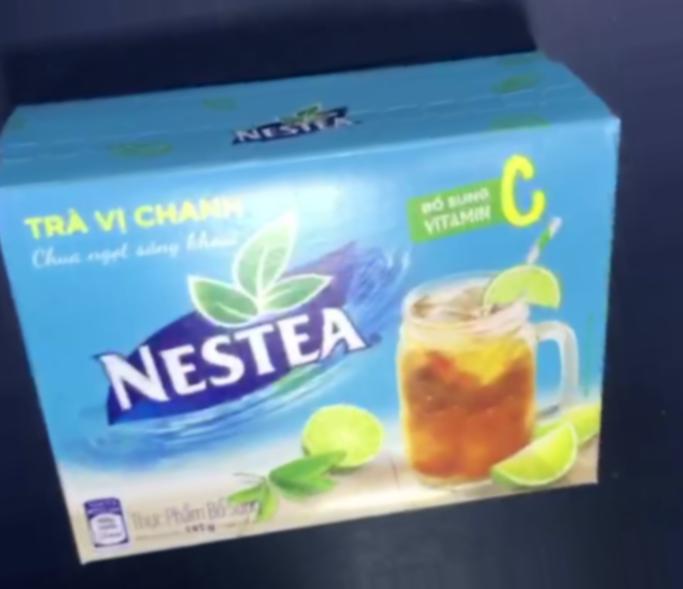 NESTEA
TRÀ VỊ CHANH
Chua ngọt sảng khoái
BỔ SUNG
VITAMIN C
NESTEA
Thực Phẩm Bổ Sung